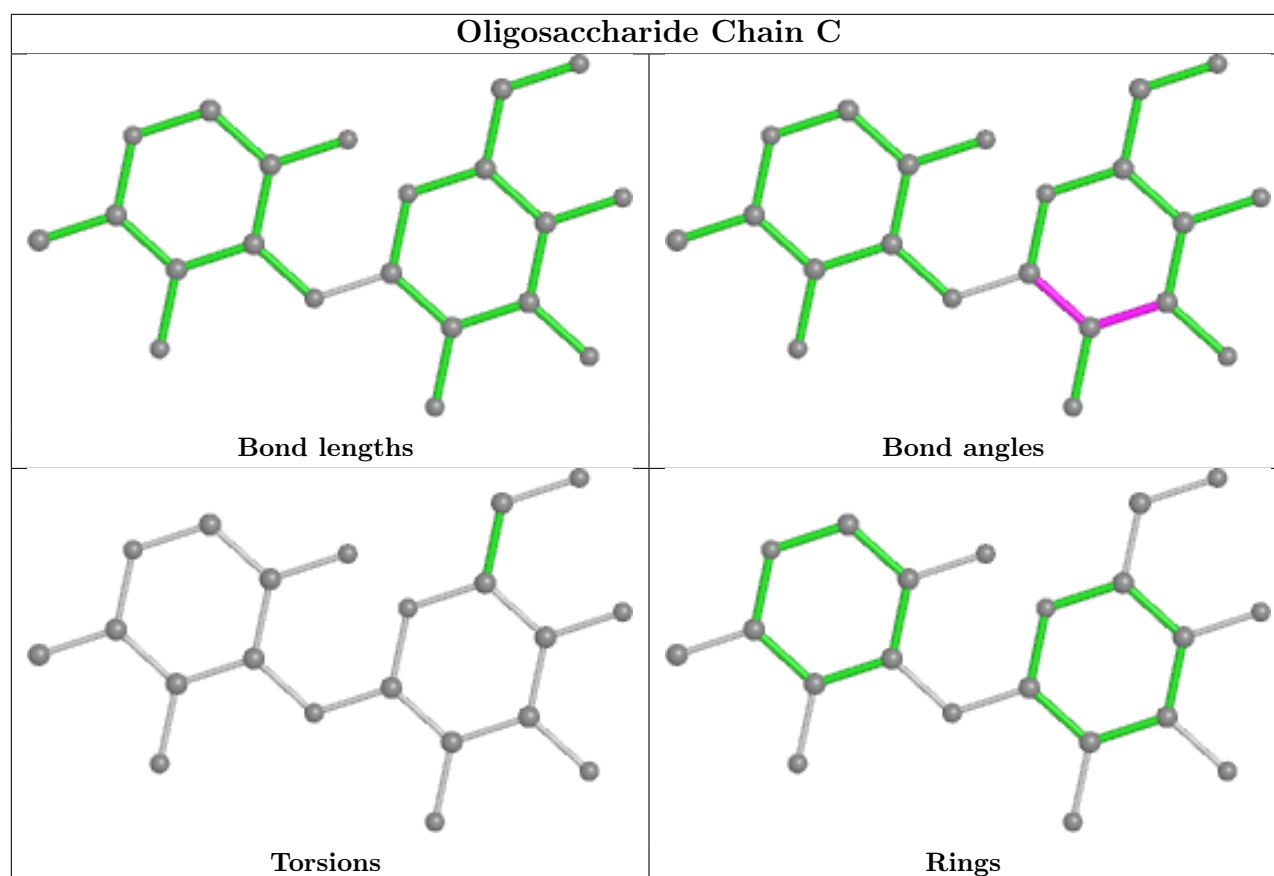 Oligosaccharide Chain C
Bond lengths
Bond angles
Torsions
Rings